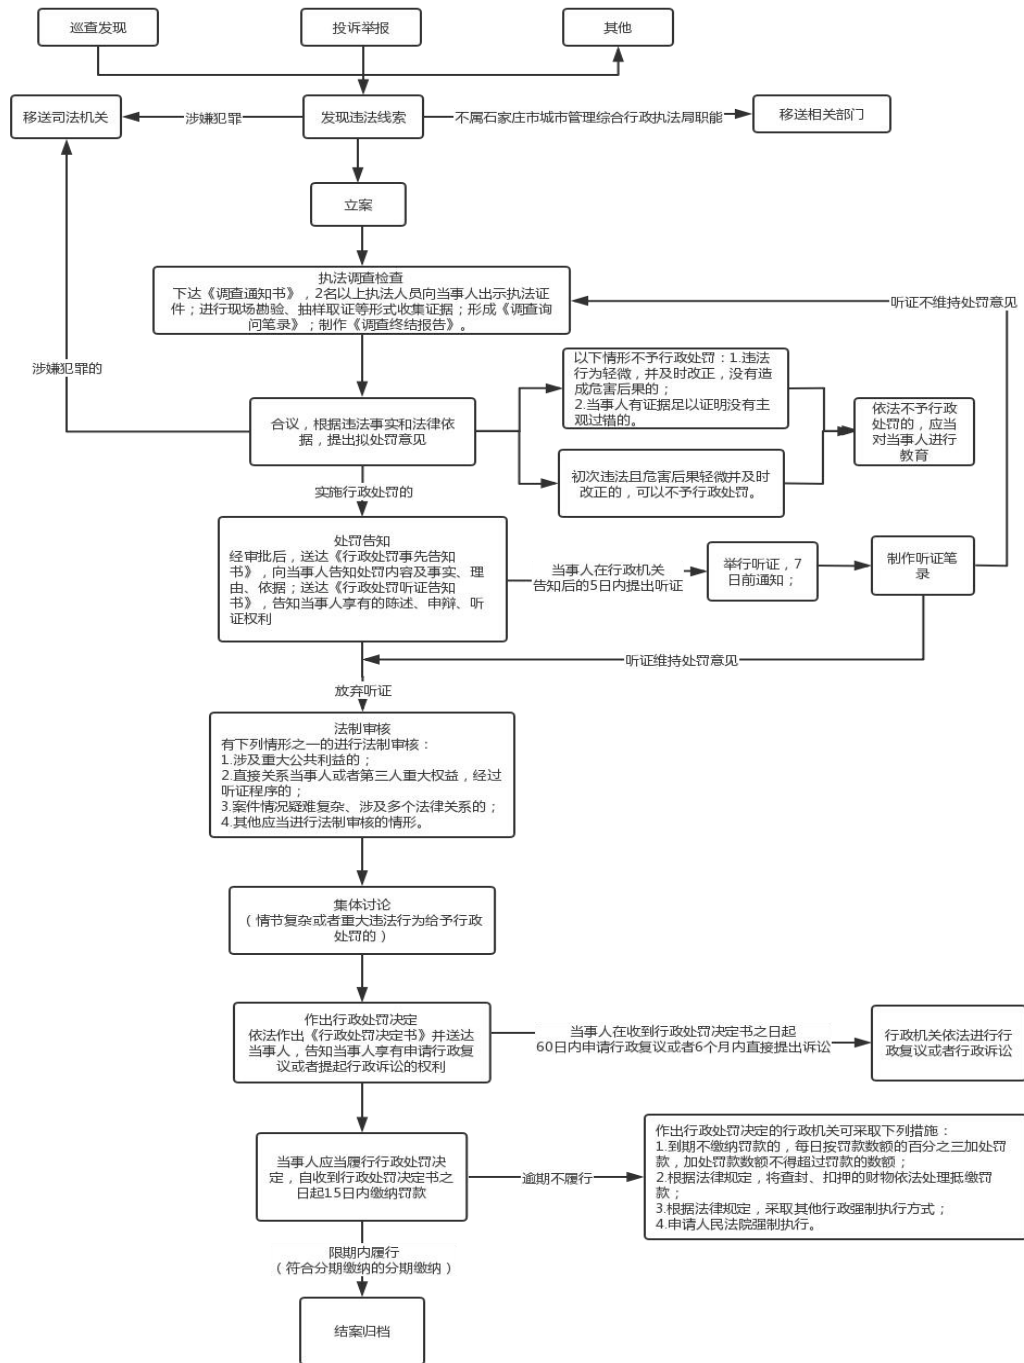 巡查发现
投诉举报
其他
移送司法机关
涉嫌犯罪
发现违法线索
不属石家庄市城市管理综合行政执法局职能
移送相关部门
立案
执法调查检查
下达《调查通知书》，2名以上执法人员向当事人出示执法证
件；进行现场勘验、抽样取证等形式收集证据；形成《调查询
问笔录》；制作《调查终结报告》。
听证不维持处罚意见
涉嫌犯罪的
以下情形不予行政处罚：1.违法
行为轻微，并及时改正，没有造
成危害后果的；
2.当事人有证据足以证明没有主
观过错的。
合议，根据违法事实和法律依
据，提出拟处罚意见
依法不予行政
处罚的，应当
对当事人进行
教育
初次违法且危害后果轻微并及时
改正的，可以不予行政处罚。
实施行政处罚的
处罚告知
经审批后，送达《行政处罚事先告知
书》，向当事人告知处罚内容及事实、理
由、依据；送达《行政处罚听证告知
书》，告知当事人享有的陈述、申辩、听
证权利
当事人在行政机关
告知后的5日内提出听证
举行听证，7
日前通知；
制作听证笔
录
听证维持处罚意见
放弃听证
法制审核
有下列情形之一的进行法制审核：
1.涉及重大公共利益的；
2.直接关系当事人或者第三人重大权益，经过
听证程序的；
3.案件情况疑难复杂、涉及多个法律关系的；
4.其他应当进行法制审核的情形。
集体讨论
（情节复杂或者重大违法行为给予行政
处罚的）
作出行政处罚决定
依法作出《行政处罚决定书》并送达
当事人，告知当事人享有申请行政复
议或者提起行政诉讼的权利
当事人在收到行政处罚决定书之日起
60日内申请行政复议或者6个月内直接提出诉讼
行政机关依法进行行
政复议或者行政诉讼
当事人应当履行行政处罚决
定，自收到行政处罚决定书之
日起15日内缴纳罚款
逾期不履行
作出行政处罚决定的行政机关可采取下列措施：
1.到期不缴纳罚款的，每日按罚款数额的百分之三加处罚
款，加处罚款数额不得超过罚款的数额；
2.根据法律规定，将查封、扣押的财物依法处理抵缴罚
款；
3.根据法律规定，采取其他行政强制执行方式；
4.申请人民法院强制执行。
限期内履行
（符合分期缴纳的分期缴纳）
结案归档